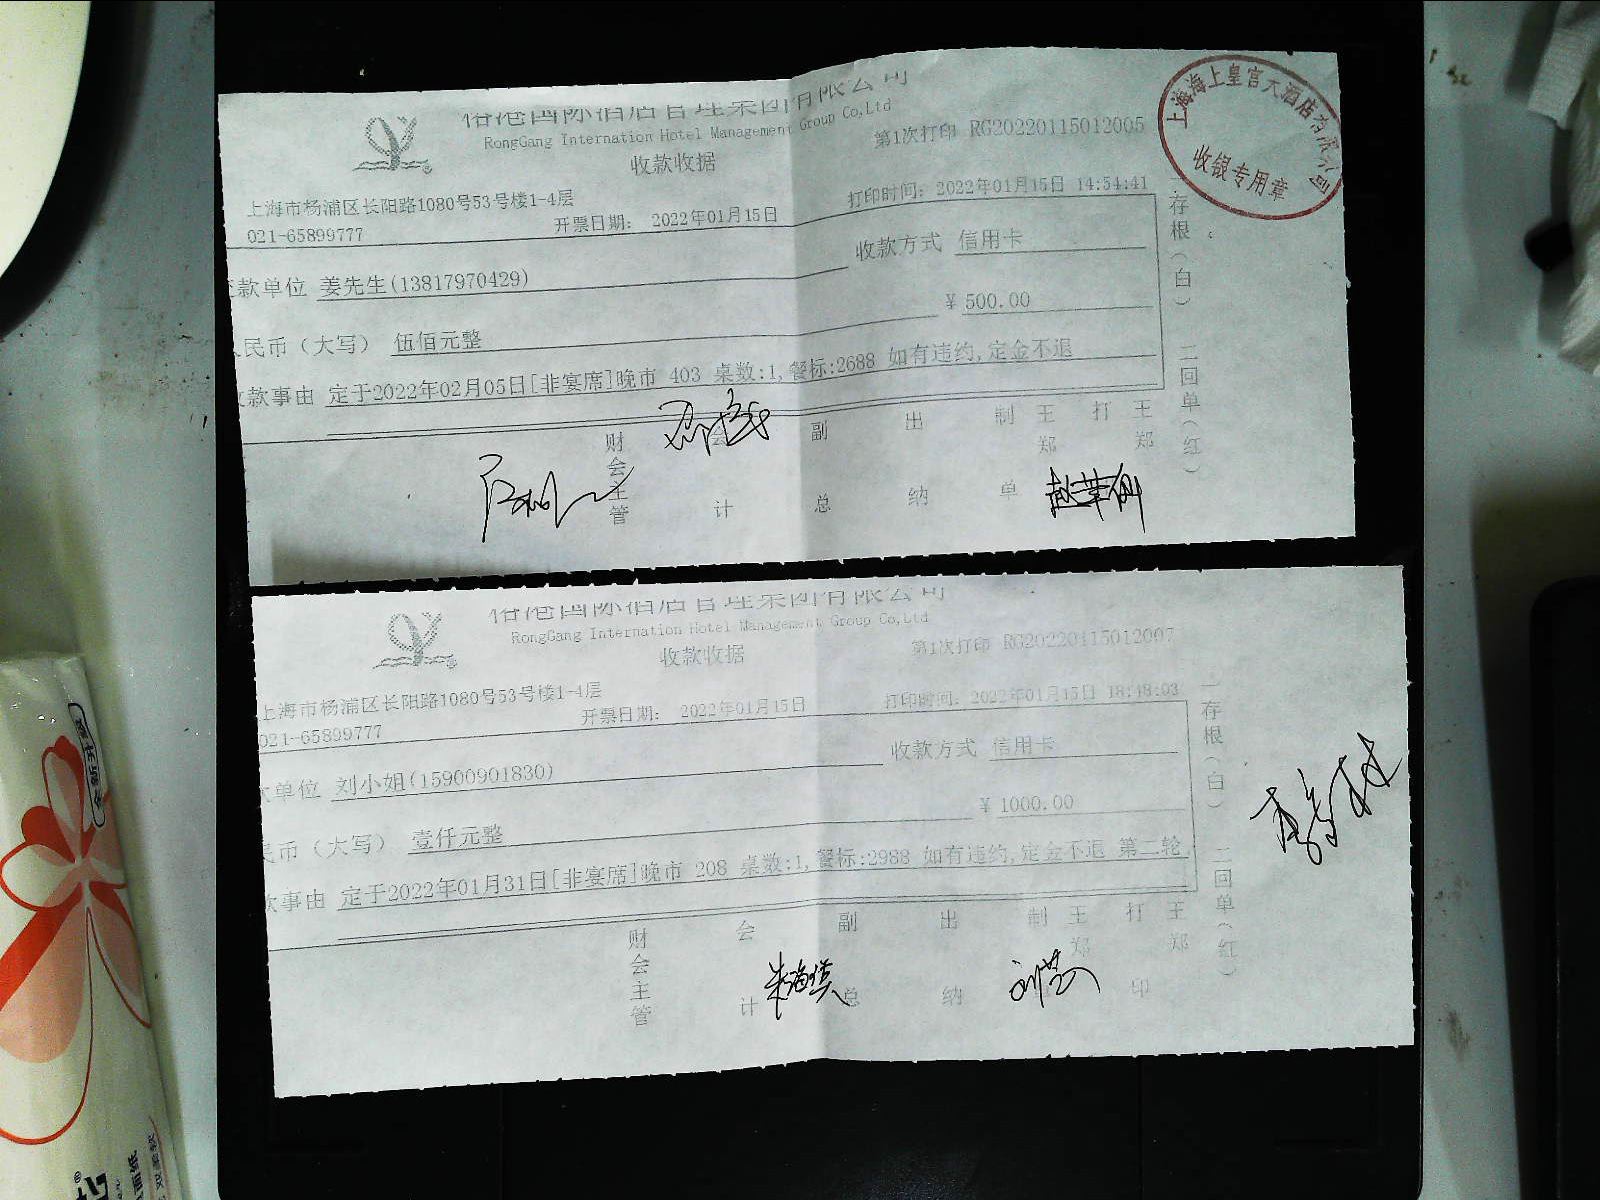 裕港国际酒店管理集团有限公司
RongGang Internation Hotel Management Group Co,Ltd
收款收据
第1次打印 RG20220115012005
上海海上皇宫大酒店有限公司
收银专用章
上海市杨浦区长阳路1080号53号楼1-4层
021-65899777
开票日期: 2022年01月15日
打印时间: 2022年01月15日 14:54:41
款单位 姜先生(13817970429)
收款方式 信用卡
民币（大写） 伍佰元整
¥ 500.00
款事由 定于2022年02月05日[非宴席]晚市 403 桌数:1,餐标:2688 如有违约,定金不退
财会主管
会计
副总
出纳
制单
王郑
打
王郑
一存根（白） 二回单（红）
裕港国际酒店管理集团有限公司
RongGang Internation Hotel Management Group Co,Ltd
收款收据
第1次打印 RG20220115012007
上海市杨浦区长阳路1080号53号楼1-4层
021-65899777
开票日期: 2022年01月15日
打印时间: 2022年01月15日 18:48:03
单位 刘小姐(15900901830)
收款方式 信用卡
民币（大写） 壹仟元整
¥ 1000.00
款事由 定于2022年01月31日[非宴席]晚市 208 桌数:1,餐标:2988 如有违约,定金不退 第二轮
财会主管
会计
副总
出纳
制
王郑
打印
王郑
朱海英
刘芸
一存根（白） 二回单（红）
全新升级
面纸